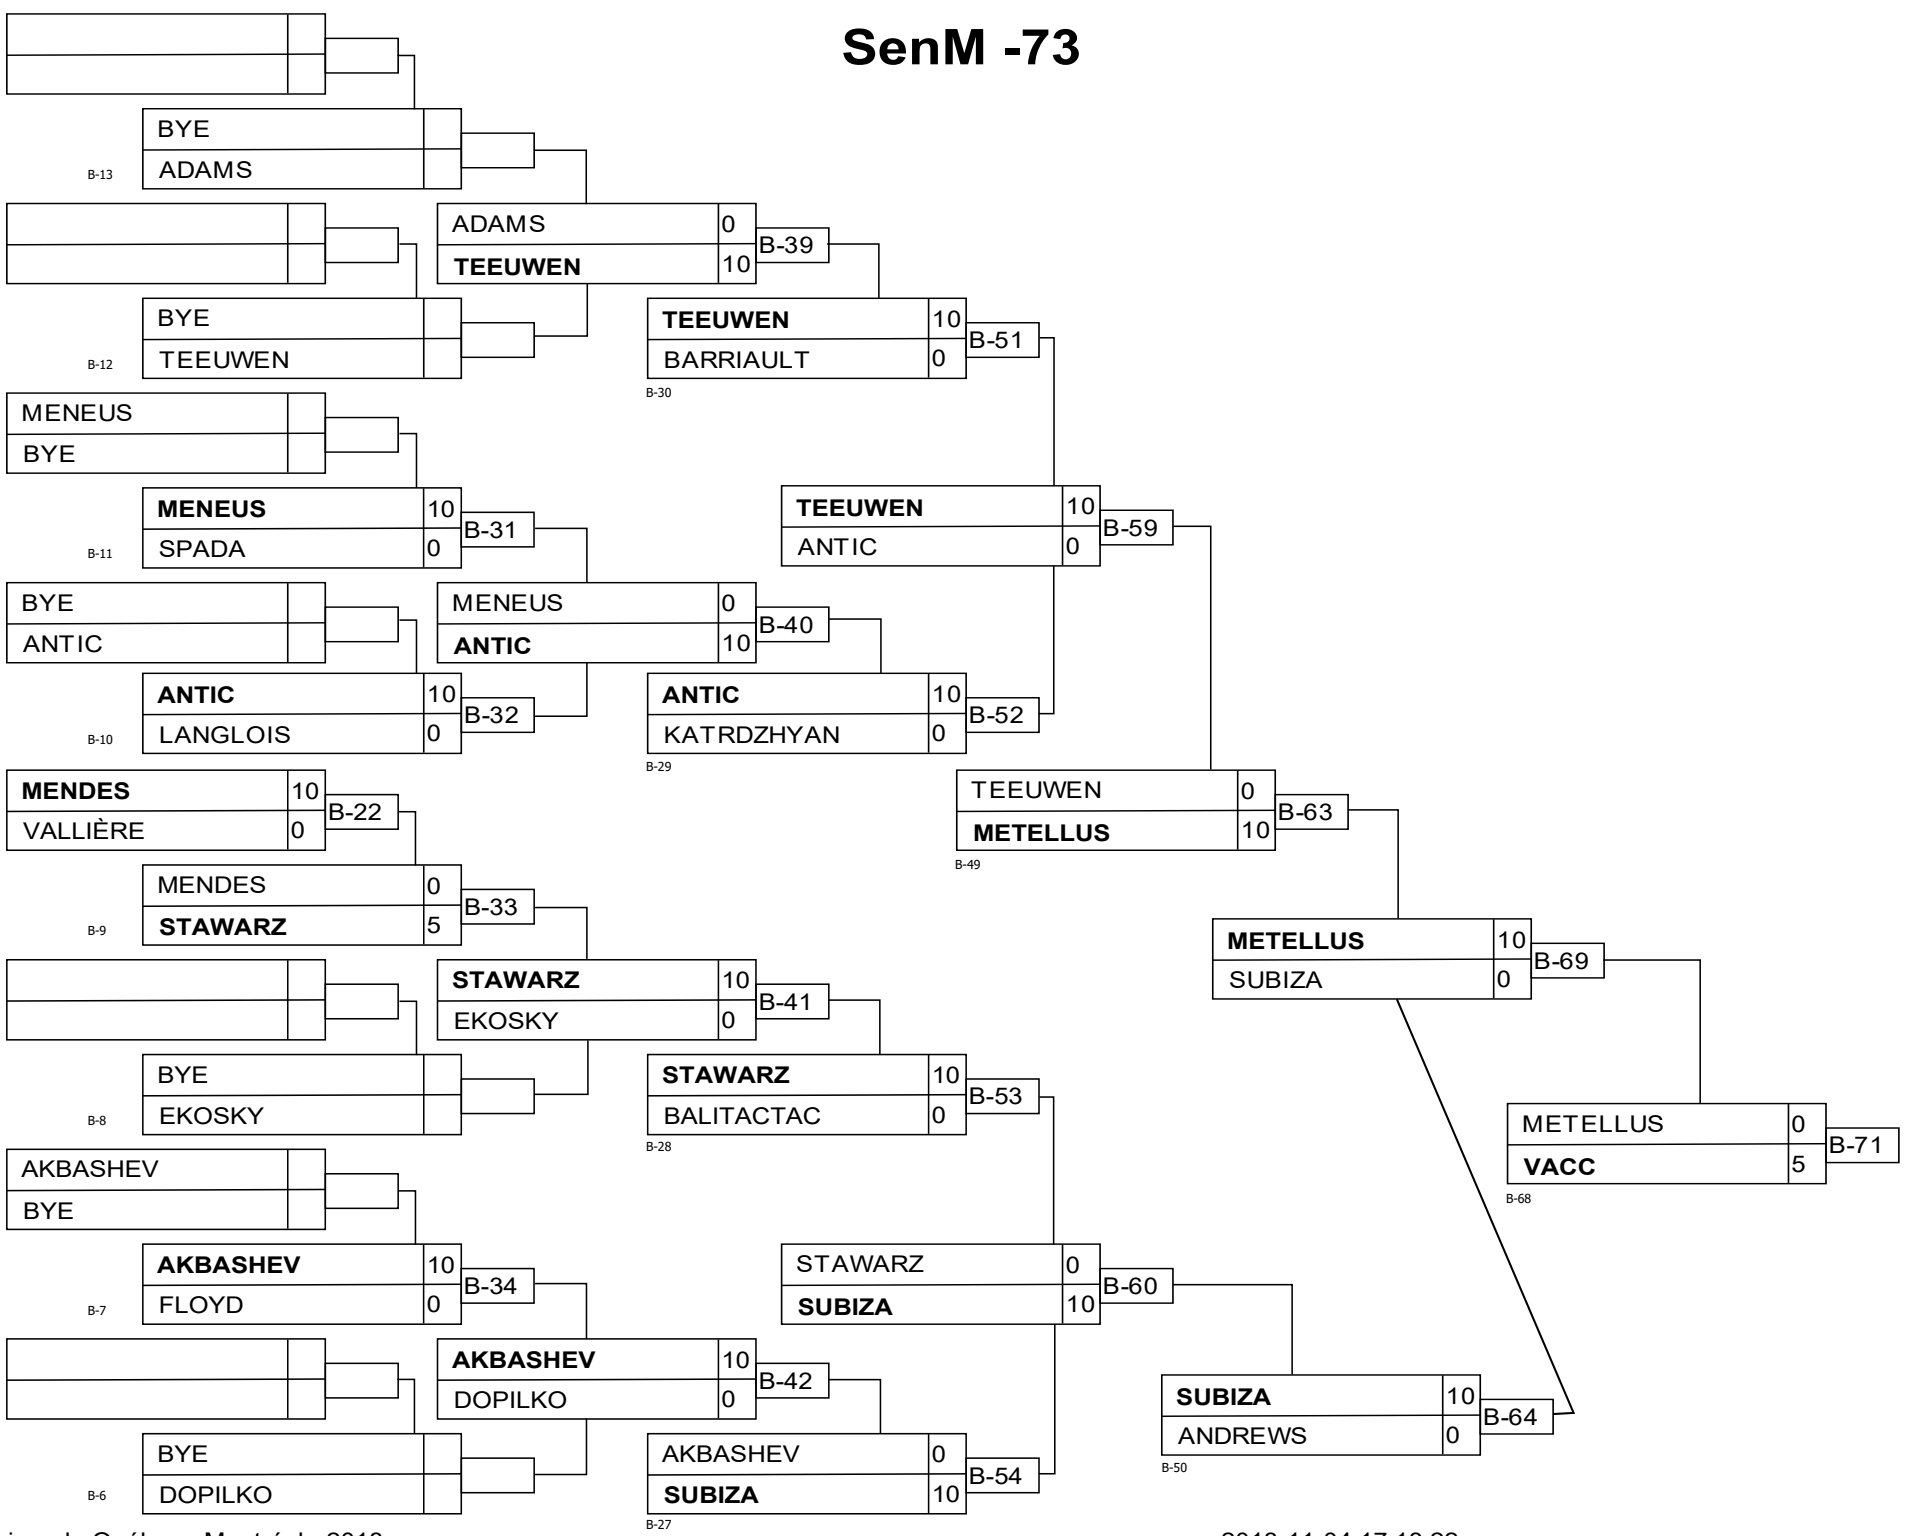 SenM -73
BYE
ADAMS
B-13
ADAMS 0
B-39
TEEUWEN 10
BYE
TEEUWEN
B-12
TEEUWEN 10
B-51
BARRIAULT 0
B-30
MENEUS
BYE
MENEUS 10
B-31
SPADA 0
B-11
TEEUWEN 10
B-59
ANTIC 0
BYE
ANTIC
MENEUS 0
B-40
ANTIC 10
ANTIC 10
B-32
LANGLOIS 0
B-10
ANTIC 10
B-52
KATRDZHYAN 0
B-29
MENDES 10
B-22
VALLIÈRE 0
TEEUWEN 0
B-63
METELLUS 10
B-49
MENDES 0
B-33
STAWARZ 5
B-9
METELLUS 10
B-69
SUBIZA 0
STAWARZ 10
B-41
EKOSKY 0
BYE
EKOSKY
B-8
STAWARZ 10
B-53
BALITACTAC 0
B-28
METELLUS 0
B-71
VACC 5
B-68
AKBASHEV
BYE
AKBASHEV 10
B-34
FLOYD 0
B-7
STAWARZ 0
B-60
SUBIZA 10
AKBASHEV 10
B-42
DOPILKO 0
SUBIZA 10
B-64
ANDREWS 0
B-50
BYE
DOPILKO
B-6
AKBASHEV 0
B-54
SUBIZA 10
B-27